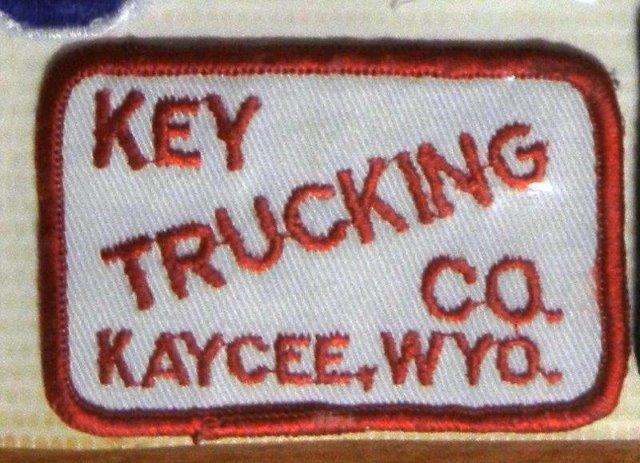 KEY
TRUCKING
CO.
KAYCEE, WYO.